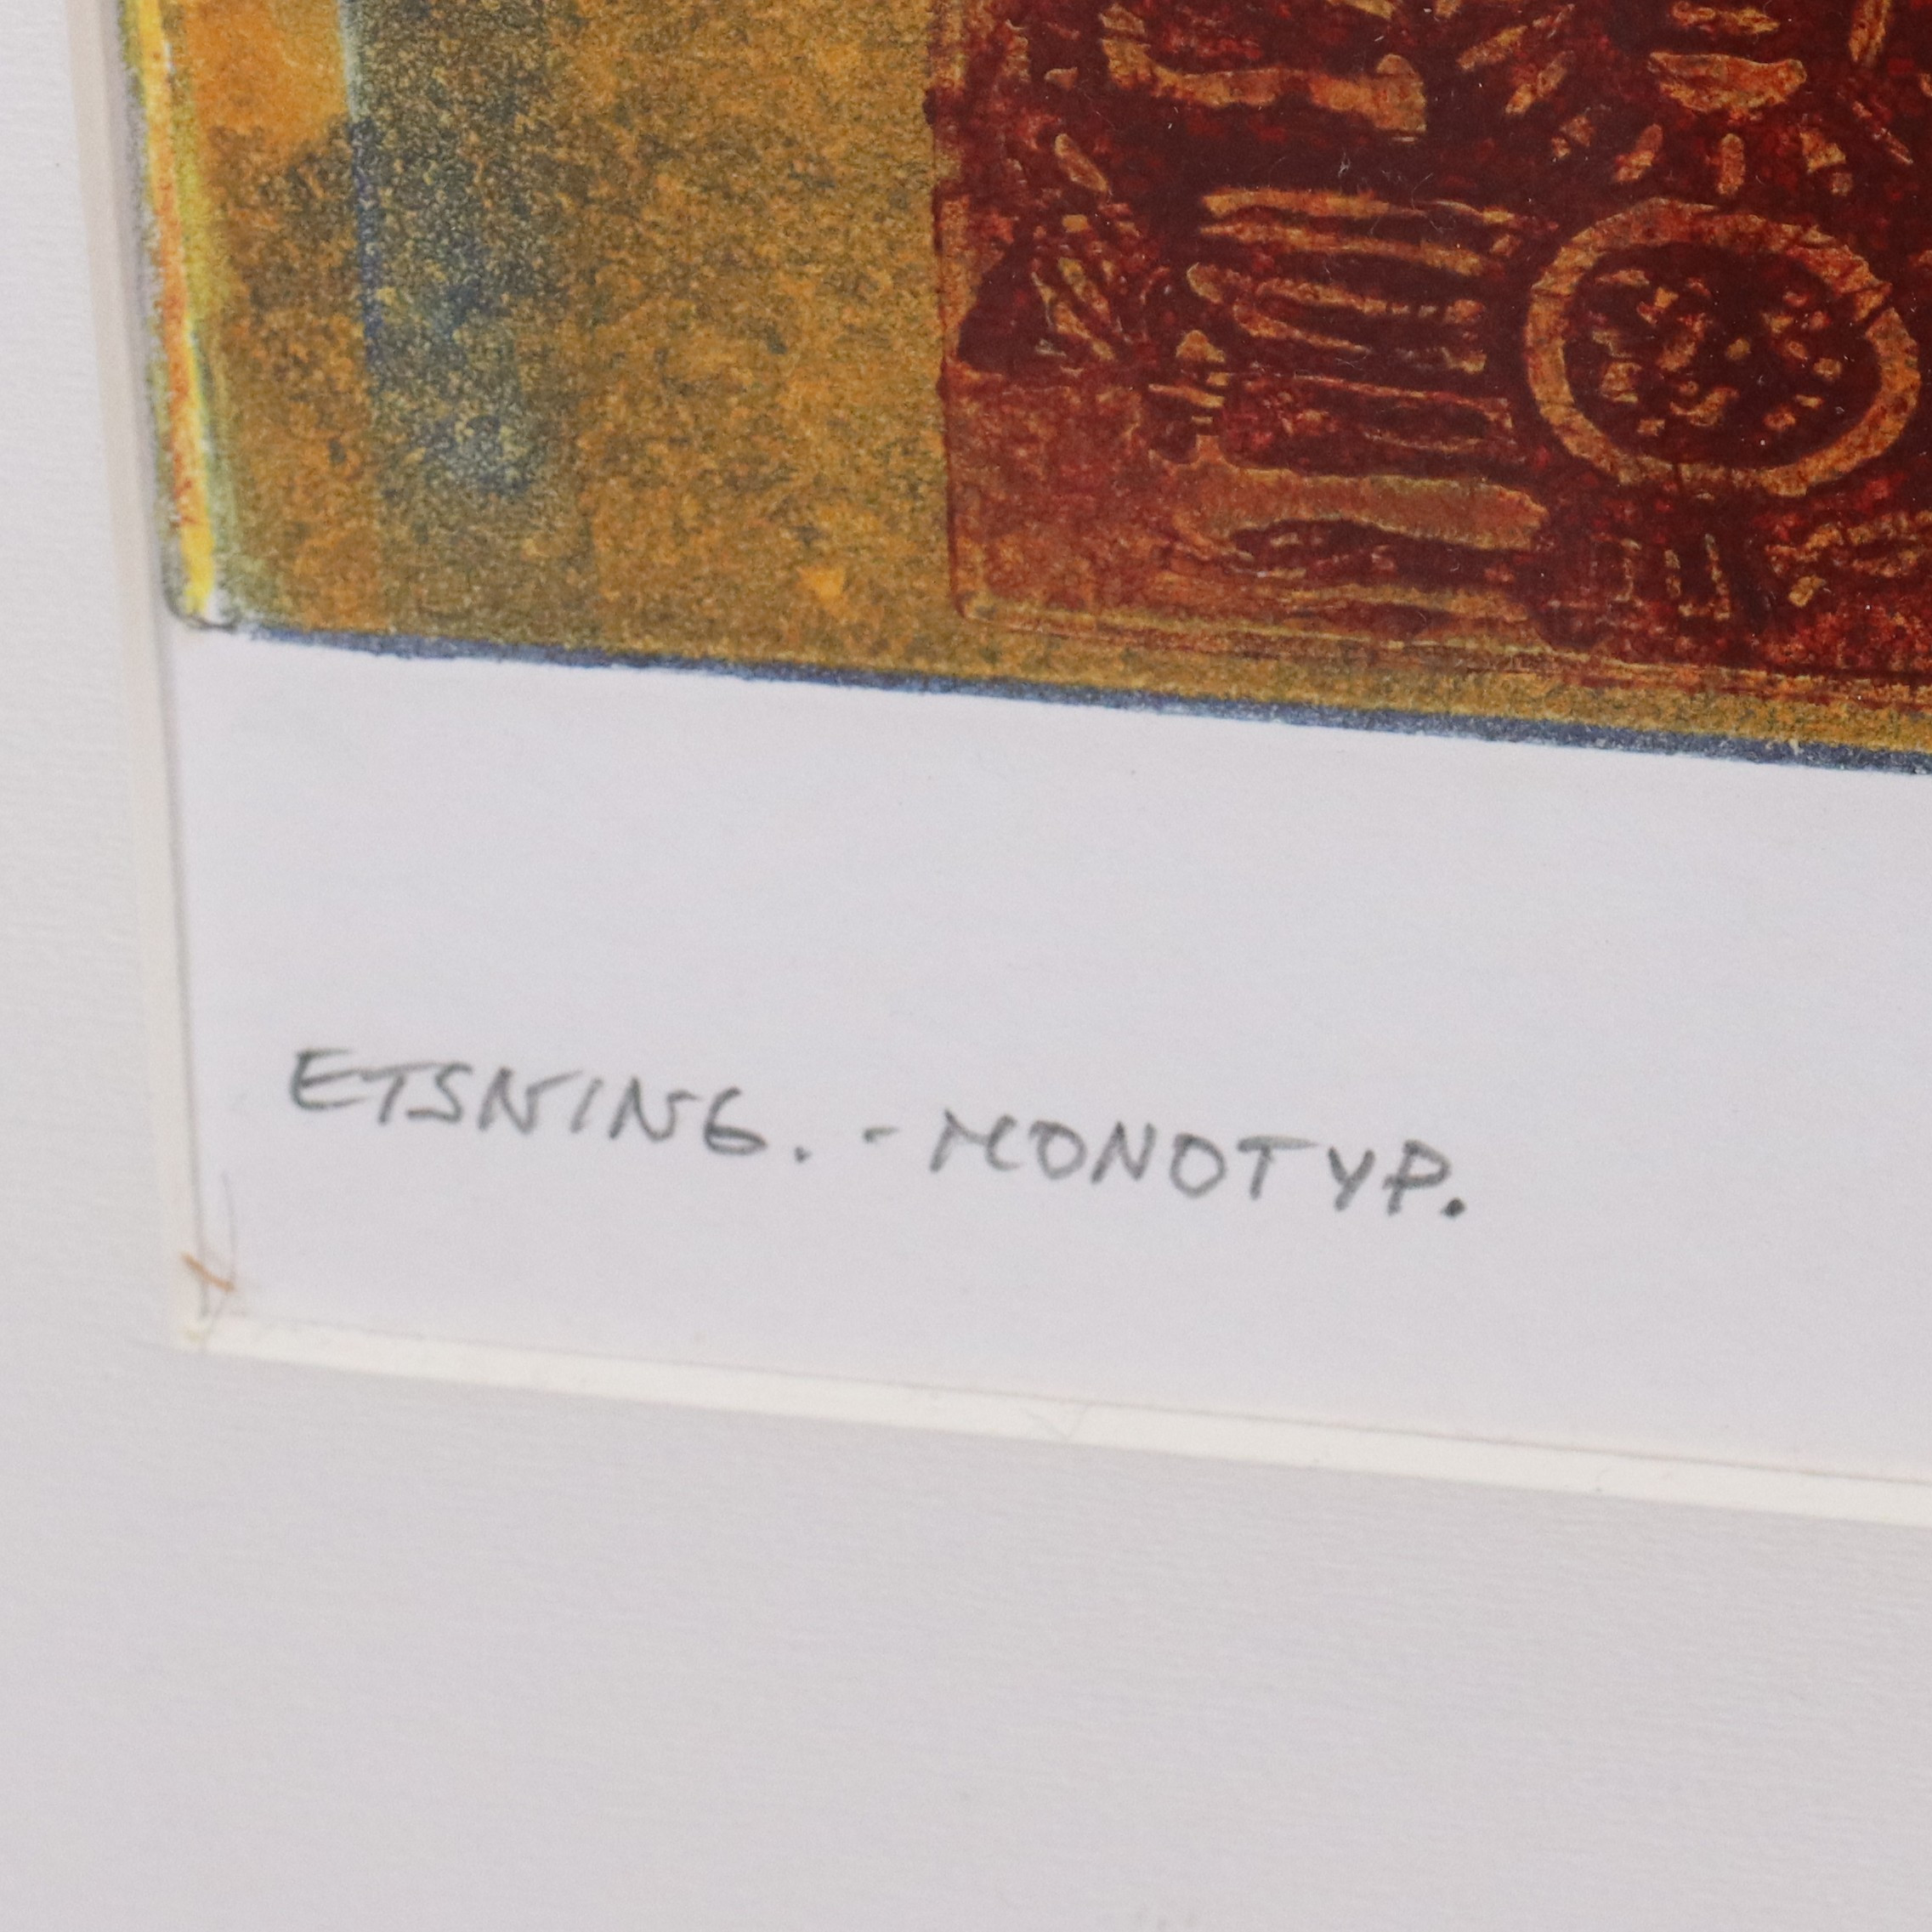 ETSNING. - MONOTYP.